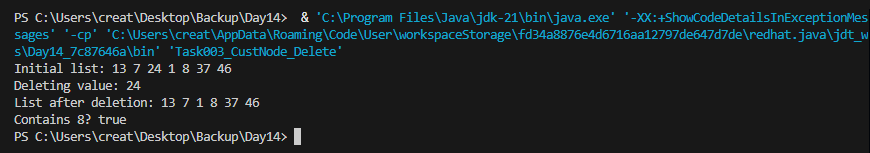 PS C:\Users\creat\Desktop\Backup\Day14>  & 'C:\Program Files\Java\jdk-21\bin\java.exe' '-XX:+ShowCodeDetailsInExceptionMes
sages' '-cp' 'C:\Users\creat\AppData\Roaming\Code\User\workspaceStorage\fd34a8876e4d6716aa12797de647d7de\redhat.java\jdt_w
s\Day14_7c87646a\bin' 'Task003_CustNode_Delete'
Initial list: 13 7 24 1 8 37 46
Deleting value: 24
List after deletion: 13 7 1 8 37 46
Contains 8? true
PS C:\Users\creat\Desktop\Backup\Day14>